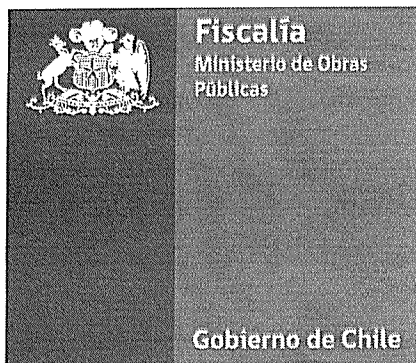 Fiscalía
Ministerio de Obras
Públicas
Gobierno de Chile